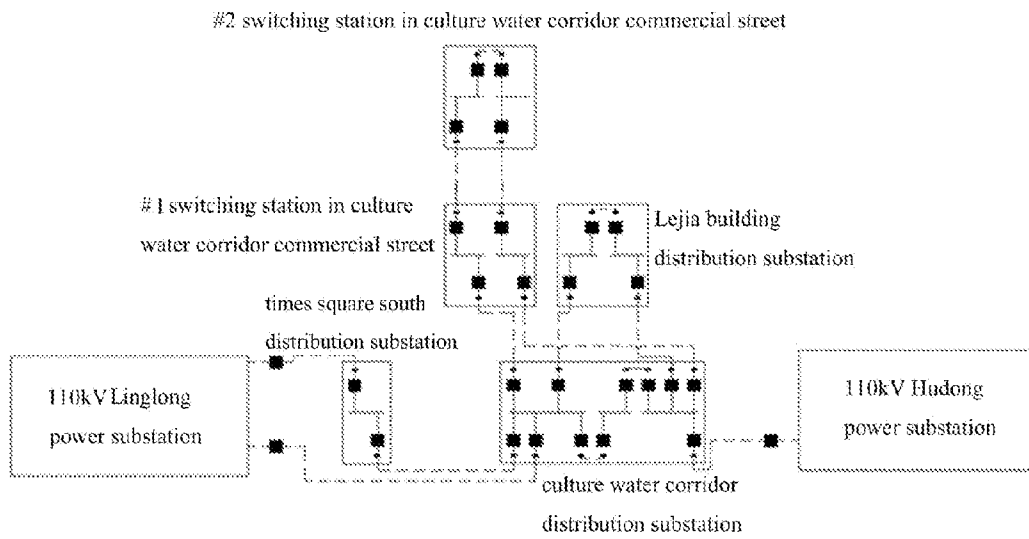 #2 switching station in culture water corridor commercial street
#1 switching station in culture
water corridor commercial street
Lejia building
distribution substation
times square south
distribution substation
110kV Linglong
power substation
110kV Hudong
power substation
culture water corridor
distribution substation